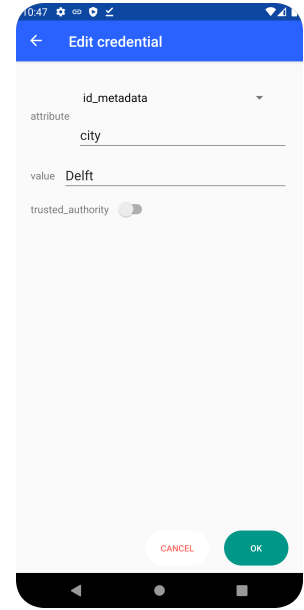 10:47
Edit credential
id_metadata
attribute
city
value
Delft
trusted_authority
CANCEL
OK